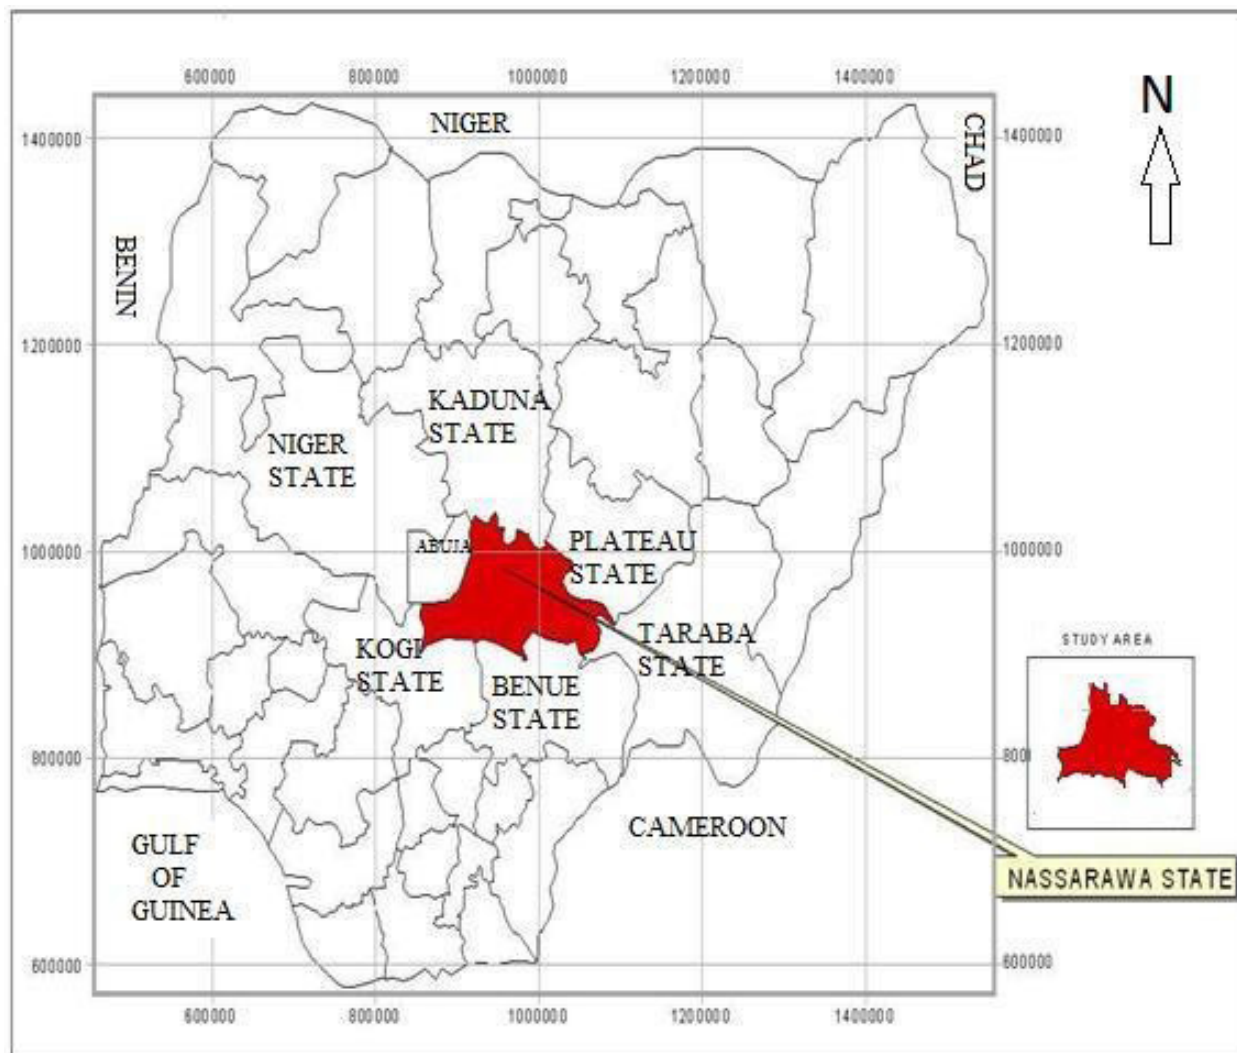 600000 800000 1000000 1200000 1400000
N
NIGER
CHAD
1400000
1400000
BENIN
1200000
1200000
KADUNA
STATE
NIGER
STATE
1000000
1000000
ABUJA
PLATEAU
STATE
TARABA
STATE
STUDY AREA
KOGI
STATE
BENUE
STATE
800000
8001
CAMEROON
GULF
OF
GUINEA
NASSARAWA STATE
600000
600000
600000 800000 1000000 1200000 1400000